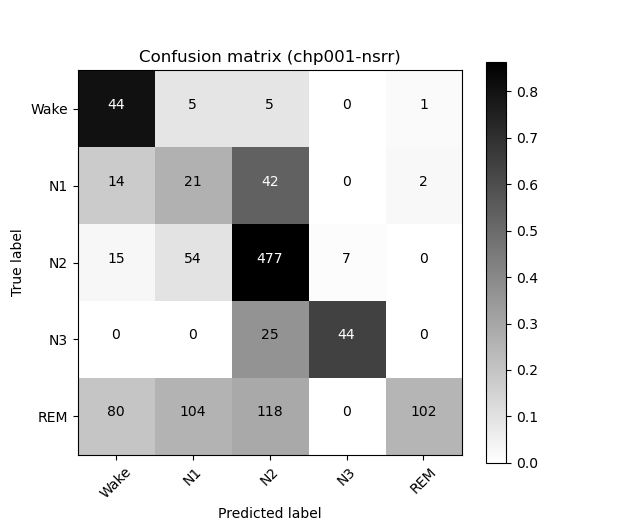 Confusion matrix (chp001-nsrr)
Wake 44 5 5 0 1
N1 14 21 42 0 2
N2 15 54 477 7 0
N3 0 0 25 44 0
REM 80 104 118 0 102
Wake N1 N2 N3 REM
Predicted label
True label
0.8
0.7
0.6
0.5
0.4
0.3
0.2
0.1
0.0